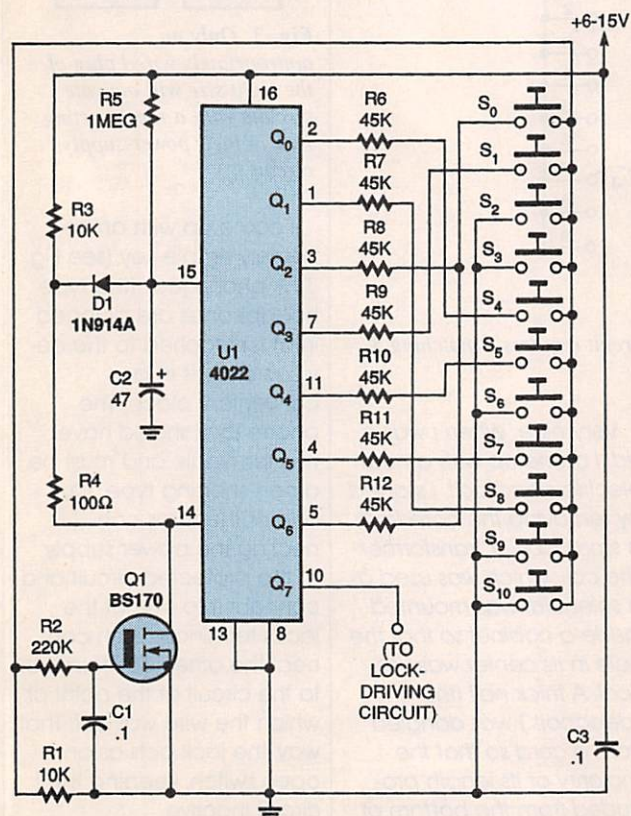 +6-15V
R5
1MEG
16
R6
45K
S0
Q0
2
R7
45K
S1
Q1
1
R3
10K
R8
45K
S2
Q2
3
S3
15
R9
45K
D1
1N914A
Q3
7
S4
U1
4022
R10
45K
S5
C2
47
+
Q4
11
S6
R11
45K
Q5
4
S7
R4
100Ω
R12
45K
S8
14
Q6
5
S9
Q1
BS170
Q7
10
S10
R2
220K
13
8
(TO
LOCK-
DRIVING
CIRCUIT)
C1
.1
C3
.1
R1
10K